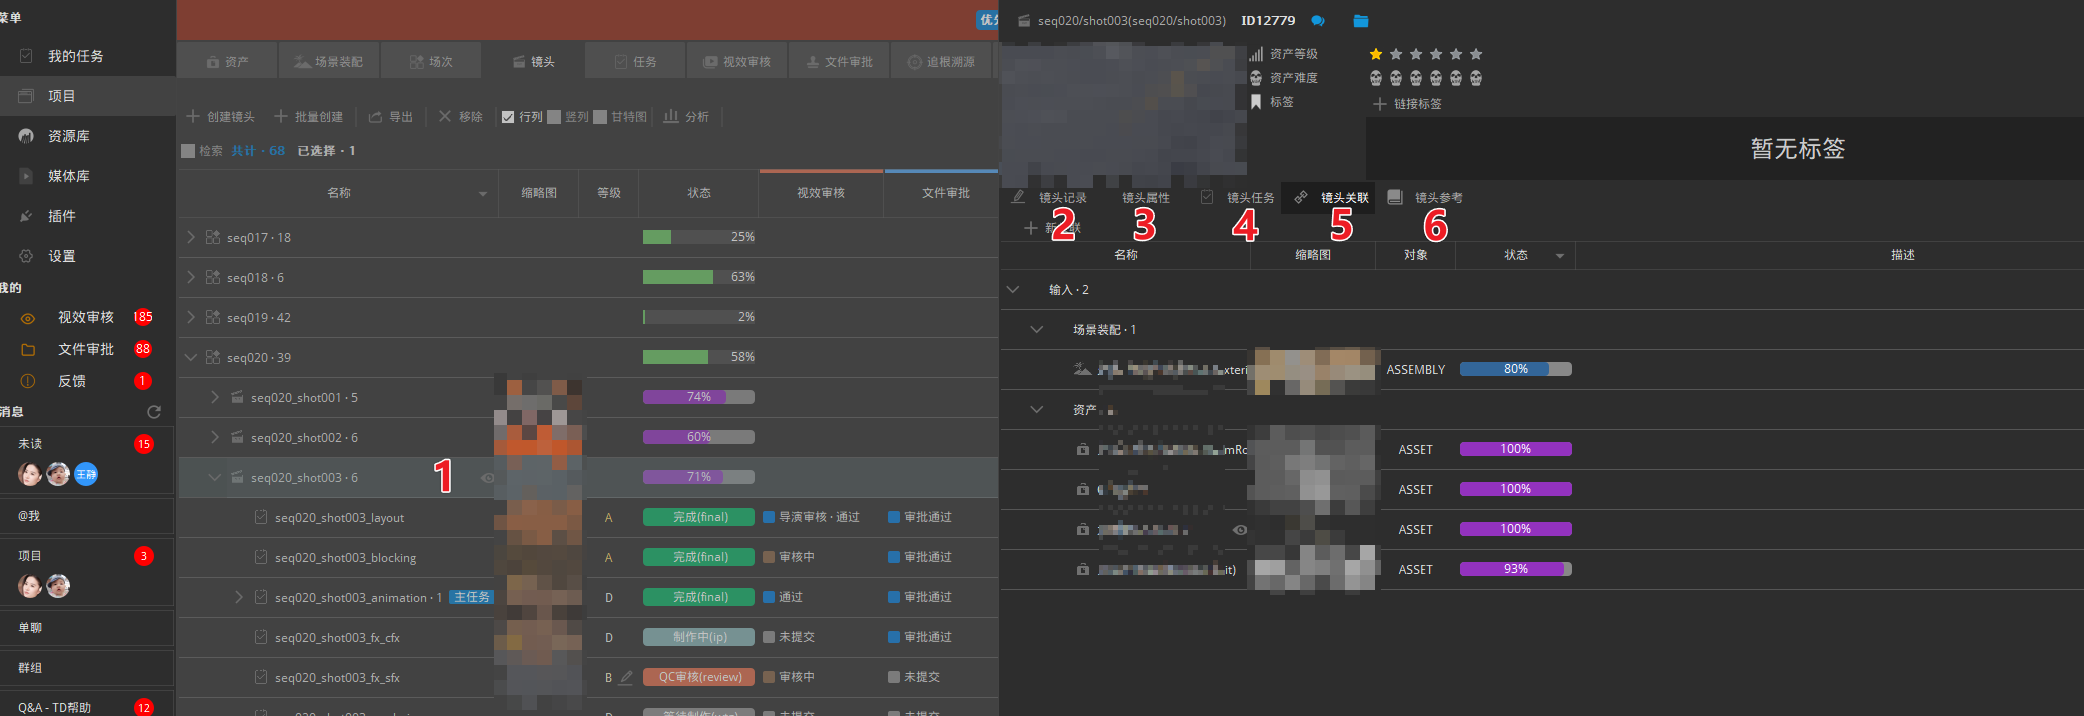 菜单
我的任务
项目
资源库
媒体库
插件
设置
我的
视效审核 185
文件审批 88
反馈 1
消息
未读 15
王静
@我
项目 3
单聊
群组
Q&A - TD帮助 12
资产 场景装配 场次 镜头 任务 视效审核 文件审批 追根溯源
创建镜头 批量创建 导出 移除 行列 竖列 甘特图 分析
检索 共计 · 68 已选择 · 1
名称 缩略图 等级 状态 视效审核 文件审批
seq017 · 18 25%
seq018 · 6 63%
seq019 · 42 2%
seq020 · 39 58%
seq020_shot001 · 5 74%
seq020_shot002 · 6 60%
seq020_shot003 · 6 1 71%
seq020_shot003_layout A 完成(final) 导演审核 · 通过 审批通过
seq020_shot003_blocking A 完成(final) 审核中 审批通过
seq020_shot003_animation · 1 主任务 D 完成(final) 通过 审批通过
seq020_shot003_fx_cfx D 制作中(ip) 未提交 审批通过
seq020_shot003_fx_sfx B QC审核(review) 审核中 未提交
seq020/shot003(seq020/shot003) ID12779
资产等级
资产难度
标签 链接标签
暂无标签
镜头记录 镜头属性 镜头任务 镜头关联 镜头参考
2 3 4 5 6
名称 缩略图 对象 状态 描述
输入 · 2
场景装配 · 1
xteri ASSEMBLY 80%
资产
mRo ASSET 100%
ASSET 100%
ASSET 100%
it) ASSET 93%